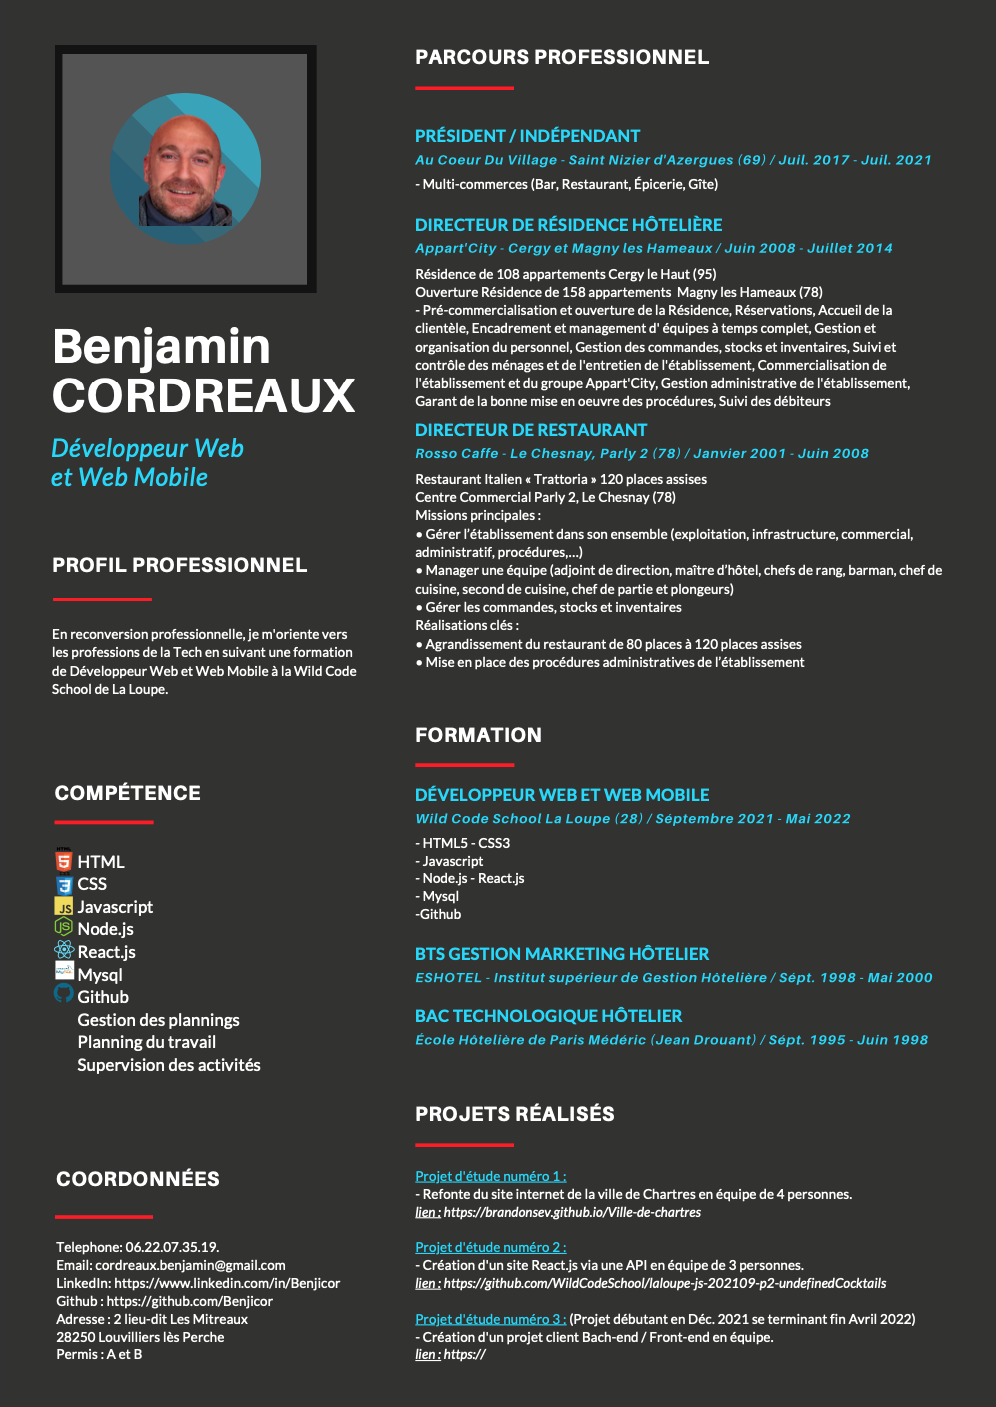 Benjamin
CORDREAUX
Développeur Web
et Web Mobile
PROFIL PROFESSIONNEL
En reconversion professionnelle, je m'oriente vers
les professions de la Tech en suivant une formation
de Développeur Web et Web Mobile à la Wild Code
School de La Loupe.
COMPÉTENCE
HTML
CSS
JS Javascript
Node.js
React.js
Mysql
Github
Gestion des plannings
Planning du travail
Supervision des activités
COORDONNÉES
Telephone: 06.22.07.35.19.
Email: cordreaux.benjamin@gmail.com
LinkedIn: https://www.linkedin.com/in/Benjicor
Github : https://github.com/Benjicor
Adresse : 2 lieu-dit Les Mitreaux
28250 Louvilliers lès Perche
Permis : A et B
PARCOURS PROFESSIONNEL
PRÉSIDENT / INDÉPENDANT
Au Coeur Du Village - Saint Nizier d'Azergues (69) / Juil. 2017 - Juil. 2021
- Multi-commerces (Bar, Restaurant, Épicerie, Gîte)
DIRECTEUR DE RÉSIDENCE HÔTELIÈRE
Appart'City - Cergy et Magny les Hameaux / Juin 2008 - Juillet 2014
Résidence de 108 appartements Cergy le Haut (95)
Ouverture Résidence de 158 appartements Magny les Hameaux (78)
- Pré-commercialisation et ouverture de la Résidence, Réservations, Accueil de la
clientèle, Encadrement et management d' équipes à temps complet, Gestion et
organisation du personnel, Gestion des commandes, stocks et inventaires, Suivi et
contrôle des ménages et de l'entretien de l'établissement, Commercialisation de
l'établissement et du groupe Appart'City, Gestion administrative de l'établissement,
Garant de la bonne mise en oeuvre des procédures, Suivi des débiteurs
DIRECTEUR DE RESTAURANT
Rosso Caffe - Le Chesnay, Parly 2 (78) / Janvier 2001 - Juin 2008
Restaurant Italien « Trattoria » 120 places assises
Centre Commercial Parly 2, Le Chesnay (78)
Missions principales :
● Gérer l'établissement dans son ensemble (exploitation, infrastructure, commercial,
administratif, procédures,...)
● Manager une équipe (adjoint de direction, maître d'hôtel, chefs de rang, barman, chef de
cuisine, second de cuisine, chef de partie et plongeurs)
● Gérer les commandes, stocks et inventaires
Réalisations clés :
● Agrandissement du restaurant de 80 places à 120 places assises
● Mise en place des procédures administratives de l'établissement
FORMATION
DÉVELOPPEUR WEB ET WEB MOBILE
Wild Code School La Loupe (28) / Séptembre 2021 - Mai 2022
- HTML5 - CSS3
- Javascript
- Node.js - React.js
- Mysql
-Github
BTS GESTION MARKETING HÔTELIER
ESHOTEL - Institut supérieur de Gestion Hôtelière / Sépt. 1998 - Mai 2000
BAC TECHNOLOGIQUE HÔTELIER
École Hôtelière de Paris Médéric (Jean Drouant) / Sépt. 1995 - Juin 1998
PROJETS RÉALISÉS
Projet d'étude numéro 1 :
- Refonte du site internet de la ville de Chartres en équipe de 4 personnes.
lien : https://brandonsev.github.io/Ville-de-chartres
Projet d'étude numéro 2 :
- Création d'un site React.js via une API en équipe de 3 personnes.
lien : https://github.com/WildCodeSchool/laloupe-js-202109-p2-undefinedCocktails
Projet d'étude numéro 3 : (Projet débutant en Déc. 2021 se terminant fin Avril 2022)
- Création d'un projet client Bach-end / Front-end en équipe.
lien : https://